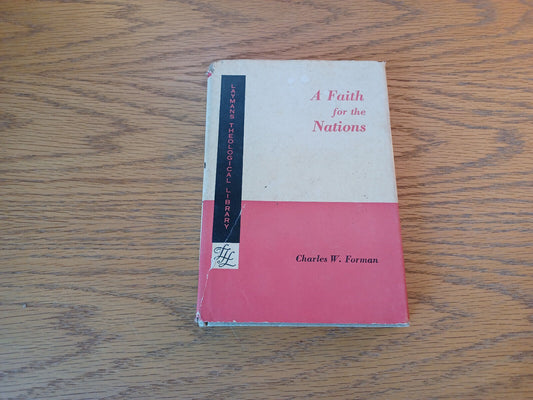 A Faith
for the
Nations
LAYMANS THEOLOGICAL LIBRARY
Charles W. Forman